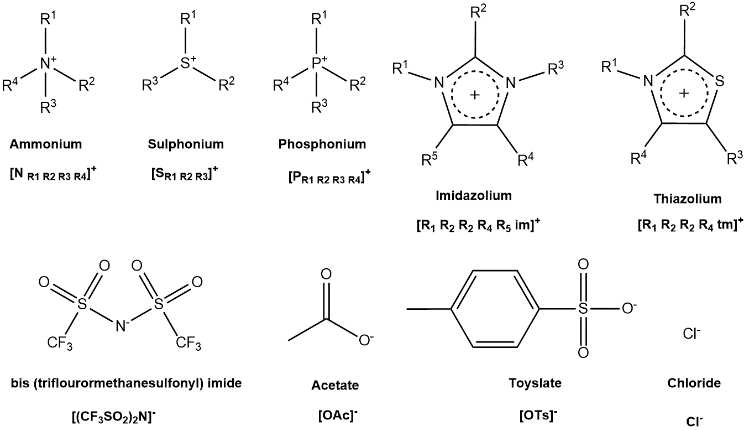 R1 R1 R1 R2 R2
N+ S+ P+ R1 N N R3 R1 N S
R4 R2 R3 R2 R4 R2 + +
R3 R3 R5 R4 R4 R3
Ammonium Sulphonium Phosphonium
[N R1 R2 R3 R4]+ [SR1 R2 R3]+ [PR1 R2 R3 R4]+
Imidazolium Thiazolium
[R1 R2 R2 R4 R5 im]+ [R1 R2 R2 R4 tm]+
O O O O O O
S S S O-
N- Cl-
CF3 CF3 O- O
bis (triflourormethanesulfonyl) imide Acetate Toyslate Chloride
[(CF3SO2)2N]- [OAc]- [OTs]- Cl-